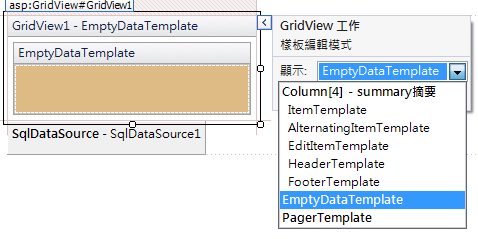 asp:GridView#GridView1
GridView1 - EmptyDataTemplate
EmptyDataTemplate
SqlDataSource - SqlDataSource1
GridView 工作
樣板編輯模式
顯示: EmptyDataTemplate
Column[4] - summary摘要
ItemTemplate
AlternatingItemTemplate
EditItemTemplate
HeaderTemplate
FooterTemplate
EmptyDataTemplate
PagerTemplate